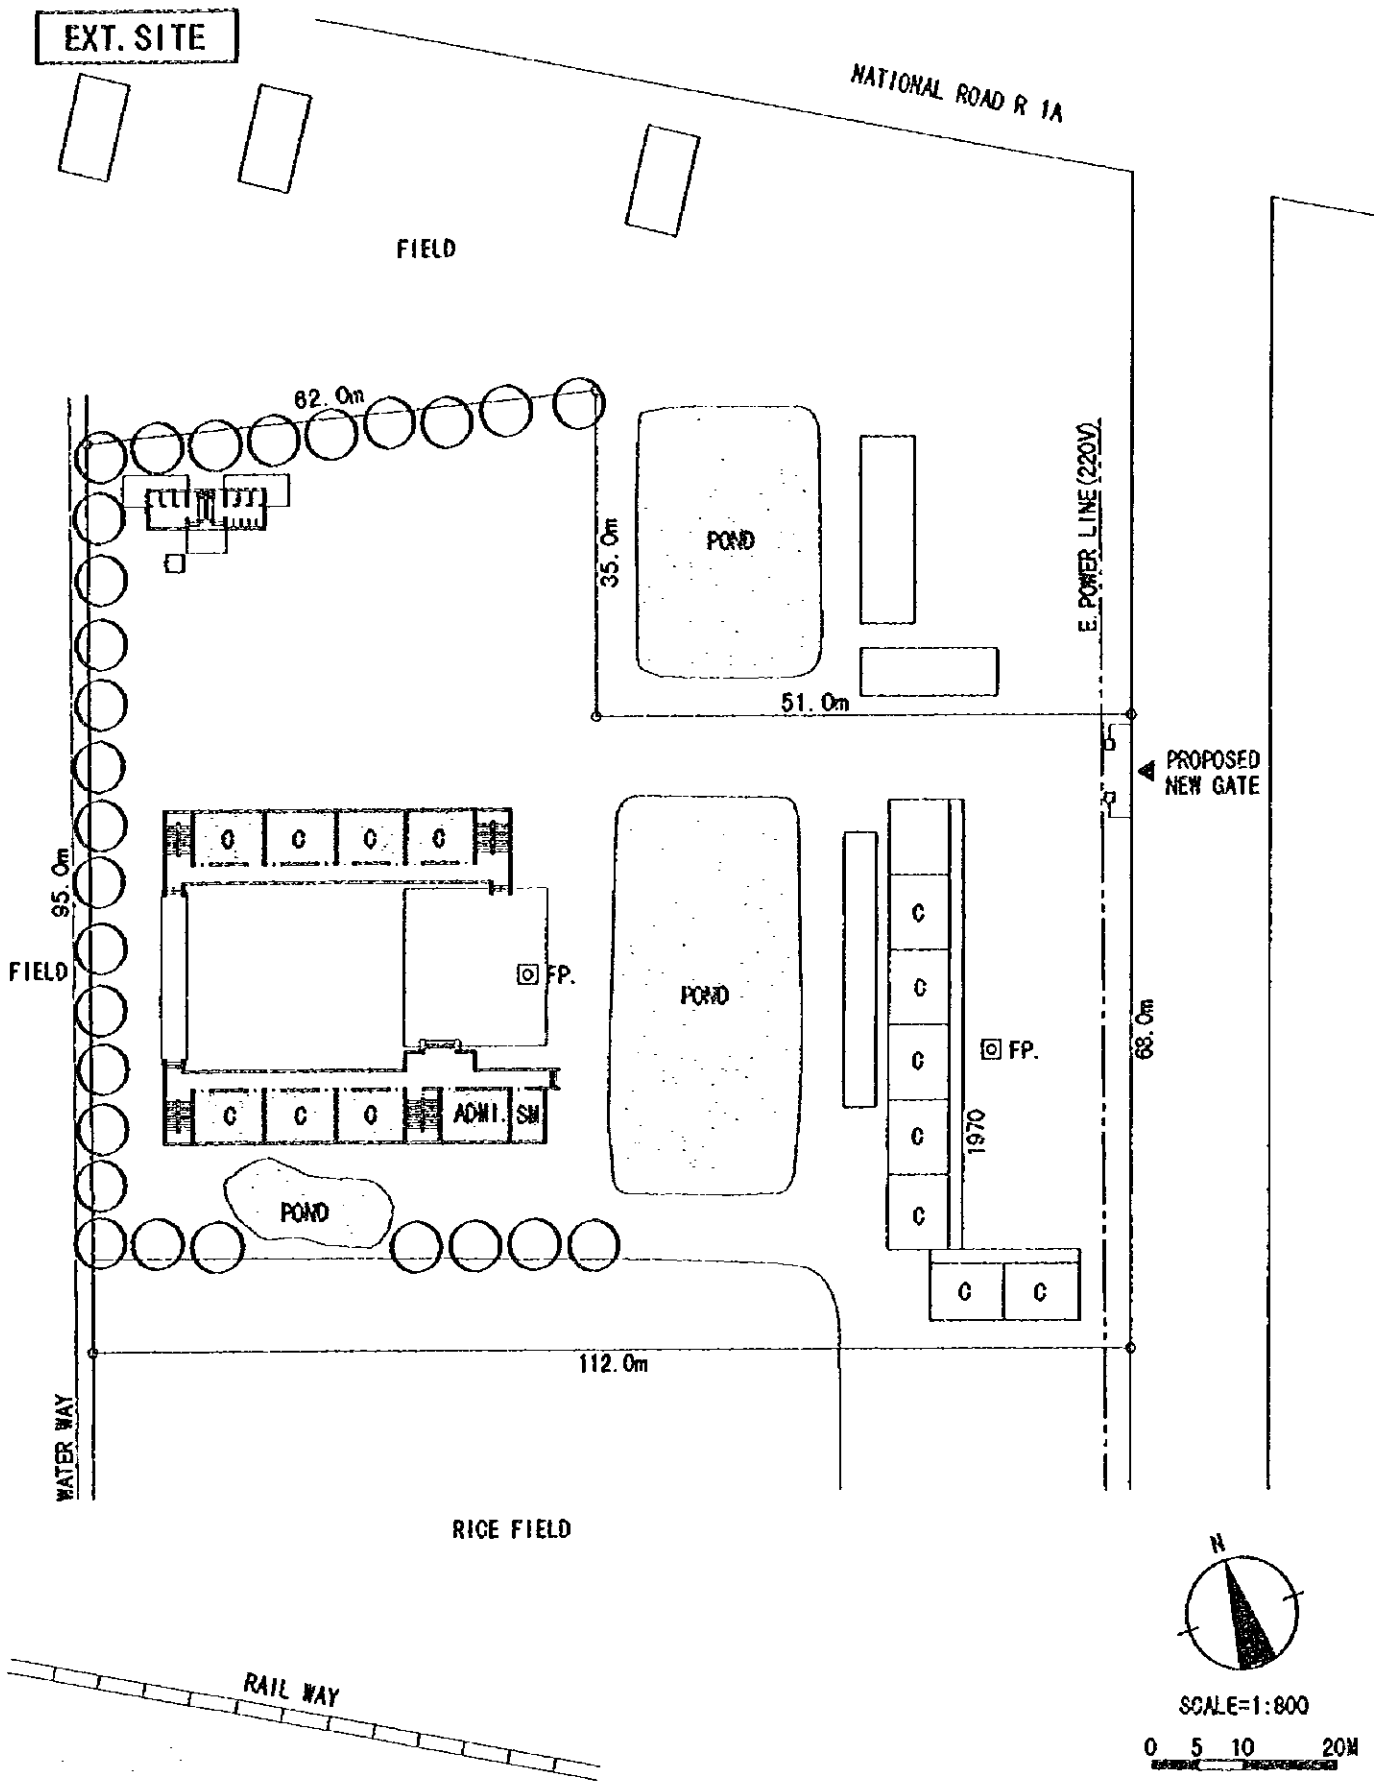 EXT. SITE
NATIONAL ROAD R 1A
FIELD
62. 0m
35. 0m
POND
E. POWER LINE (220V)
51. 0m
PROPOSED
NEW GATE
C C C C
95. 0m
FIELD
FP.
POND
C
C
C
C
C
FP.
68. 0m
1970
C C C ADMI. SM
POND
C C
112. 0m
WATER WAY
RICE FIELD
N
RAIL WAY
SCALE=1:800
0 5 10 20M